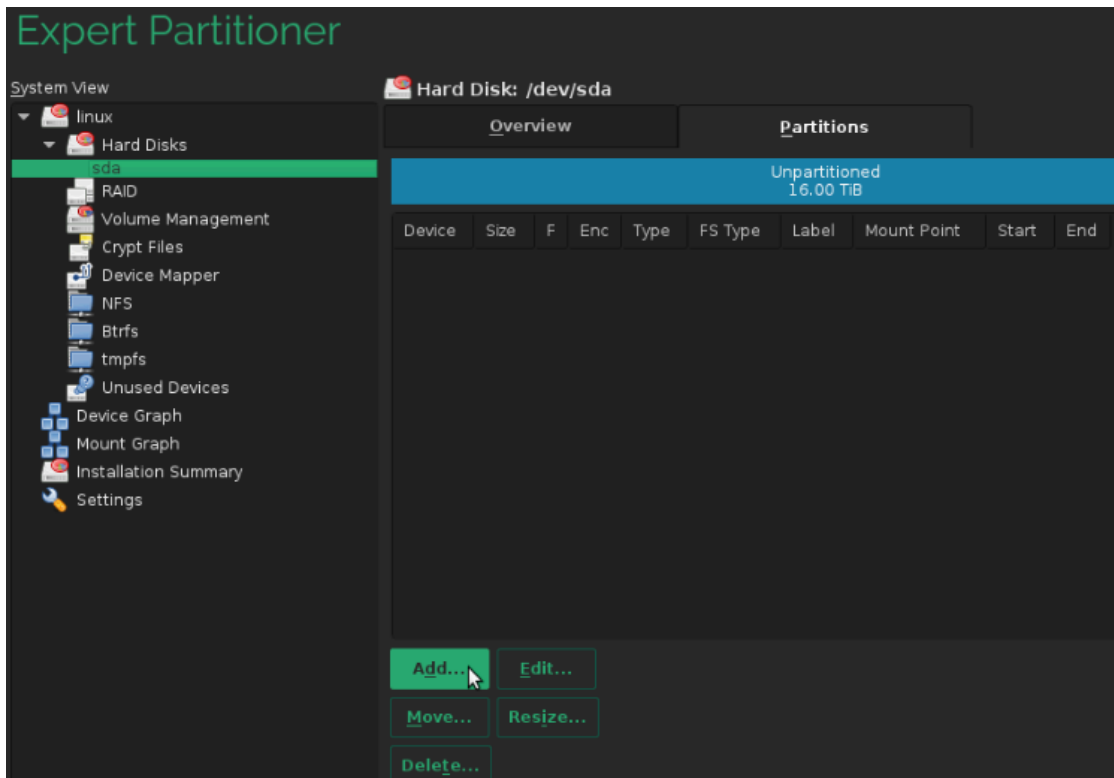 Expert Partitioner
System View
linux
Hard Disks
sda
RAID
Volume Management
Crypt Files
Device Mapper
NFS
Btrfs
tmpfs
Unused Devices
Device Graph
Mount Graph
Installation Summary
Settings
Hard Disk: /dev/sda
Overview Partitions
Unpartitioned
16.00 TiB
Device Size F Enc Type FS Type Label Mount Point Start End
Add... Edit...
Move... Resize...
Delete...